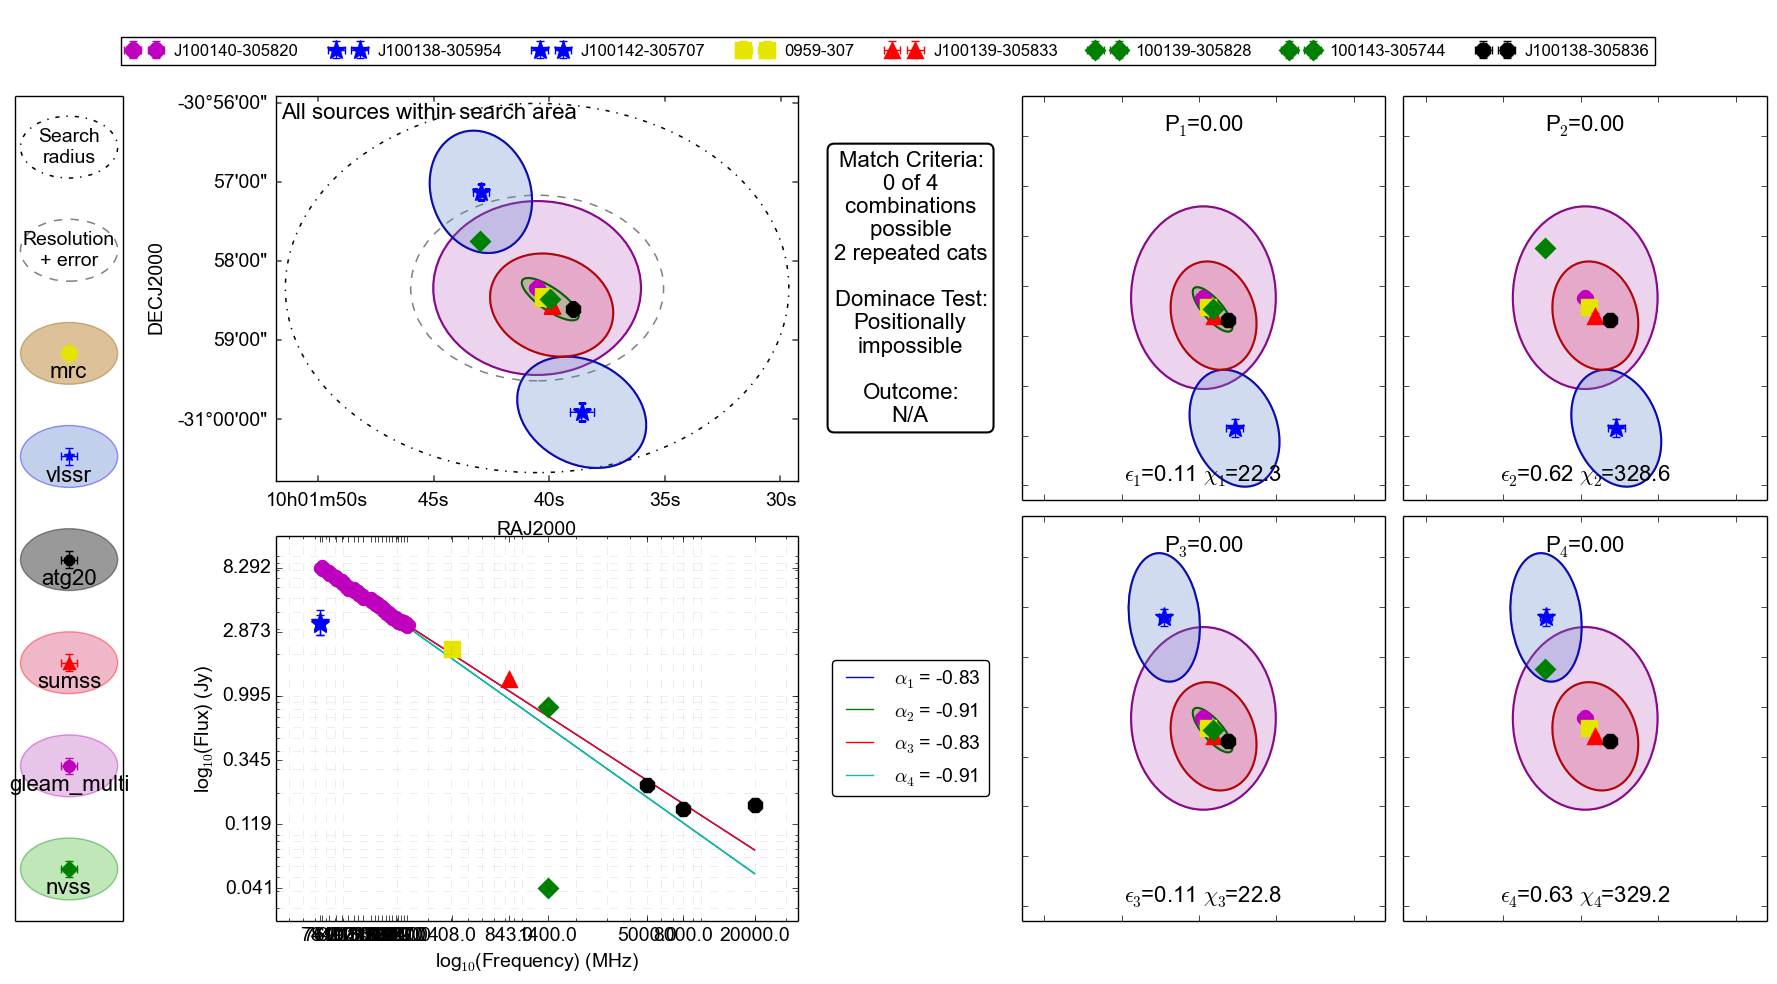 J100140-305820 J100138-305954 J100142-305707 0959-307 J100139-305833 100139-305828 100143-305744 J100138-305836
Search
radius
Resolution
+ error
mrc
vlssr
atg20
sumss
gleam_multi
nvss
All sources within search area
-30°56'00"
57'00"
58'00"
59'00"
-31°00'00"
DECJ2000
10h01m50s 45s 40s 35s 30s
RAJ2000
8.292
2.873
0.995
0.345
0.119
0.041
log10(Flux) (Jy)
408.0 843.0 1400.0 5000.0 8000.0 20000.0
log10(Frequency) (MHz)
Match Criteria:
0 of 4
combinations
possible
2 repeated cats
Dominace Test:
Positionally
impossible
Outcome:
N/A
α1 = -0.83
α2 = -0.91
α3 = -0.83
α4 = -0.91
P1=0.00
ϵ1=0.11 χ1=22.3
P2=0.00
ϵ2=0.62 χ2=328.6
P3=0.00
ϵ3=0.11 χ3=22.8
P4=0.00
ϵ4=0.63 χ4=329.2